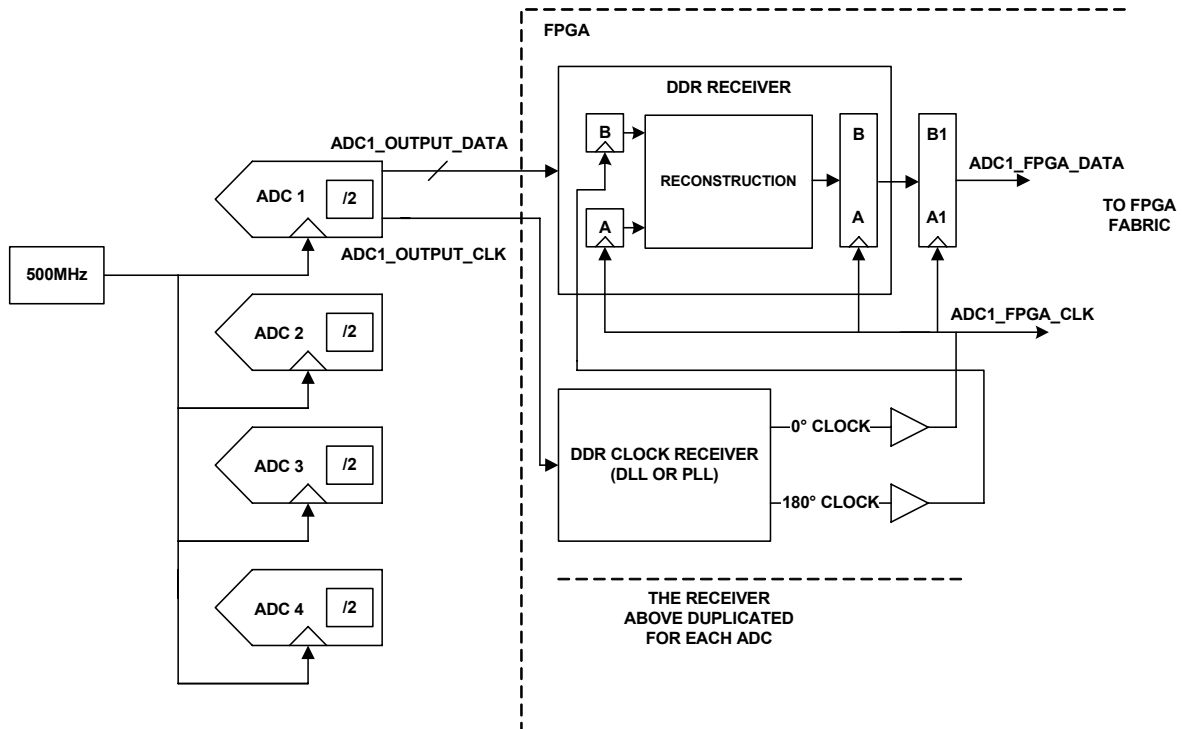 FPGA
DDR RECEIVER
ADC1_OUTPUT_DATA
B
B
B1
ADC1_FPGA_DATA
ADC 1
/2
RECONSTRUCTION
TO FPGA
FABRIC
A
A
A1
ADC1_OUTPUT_CLK
500MHz
ADC1_FPGA_CLK
ADC 2
/2
0° CLOCK
DDR CLOCK RECEIVER
(DLL OR PLL)
ADC 3
/2
180° CLOCK
ADC 4
/2
THE RECEIVER
ABOVE DUPLICATED
FOR EACH ADC